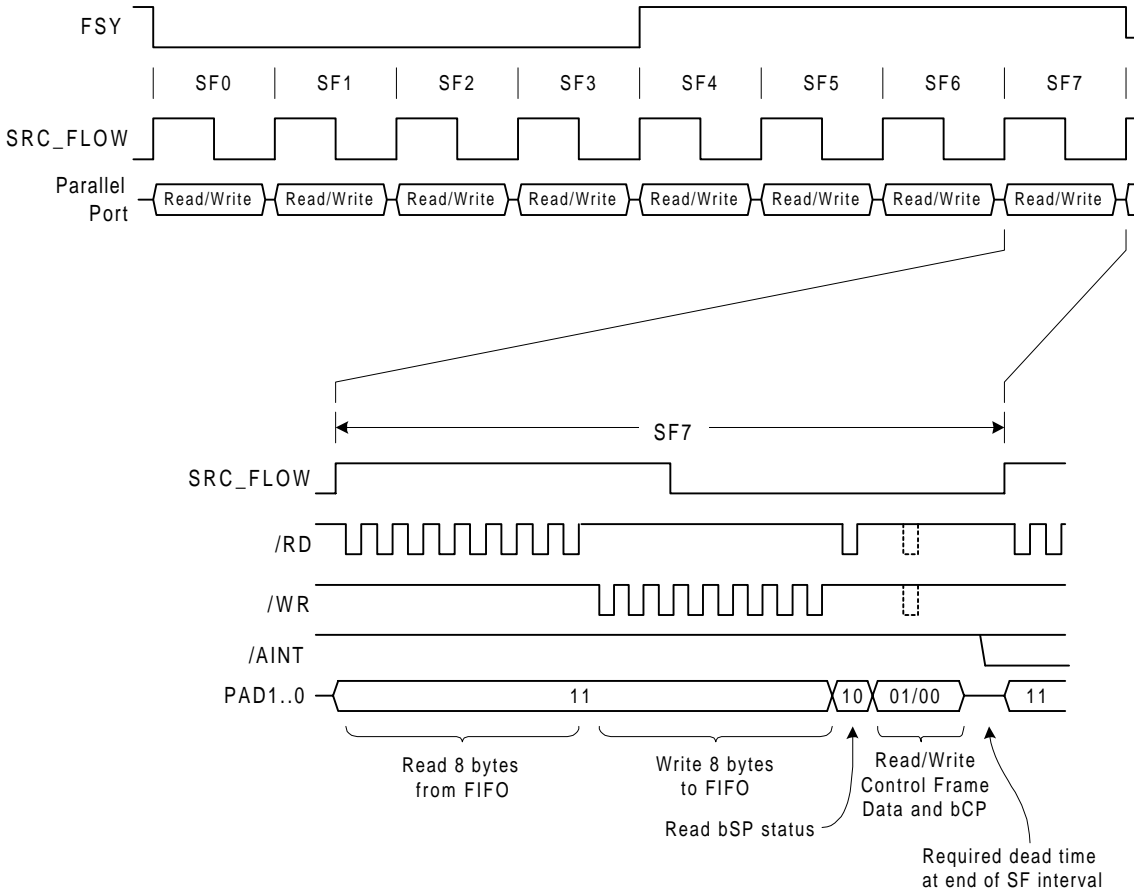 FSY
SF0 SF1 SF2 SF3 SF4 SF5 SF6 SF7
SRC_FLOW
Parallel
Port
Read/Write Read/Write Read/Write Read/Write Read/Write Read/Write Read/Write Read/Write
SF7
SRC_FLOW
/RD
/WR
/AINT
PAD1..0 11 10 01/00 11
Read 8 bytes
from FIFO
Write 8 bytes
to FIFO
Read/Write
Control Frame
Data and bCP
Read bSP status
Required dead time
at end of SF interval